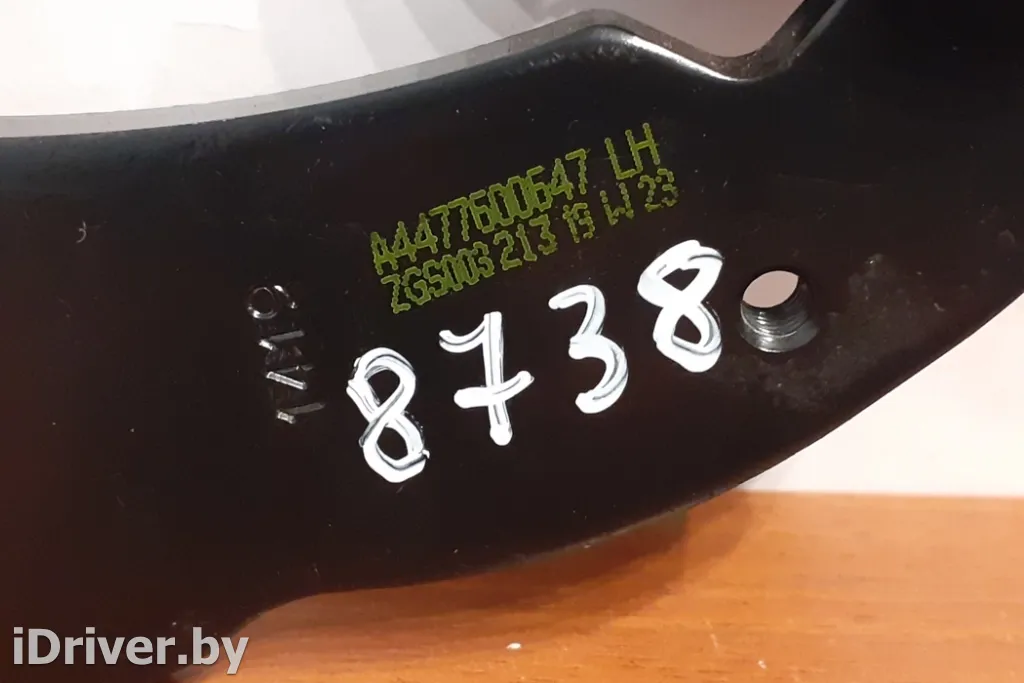 A4477600647 LH
ZGS003 213 19 W 23
8738
iDriver.by